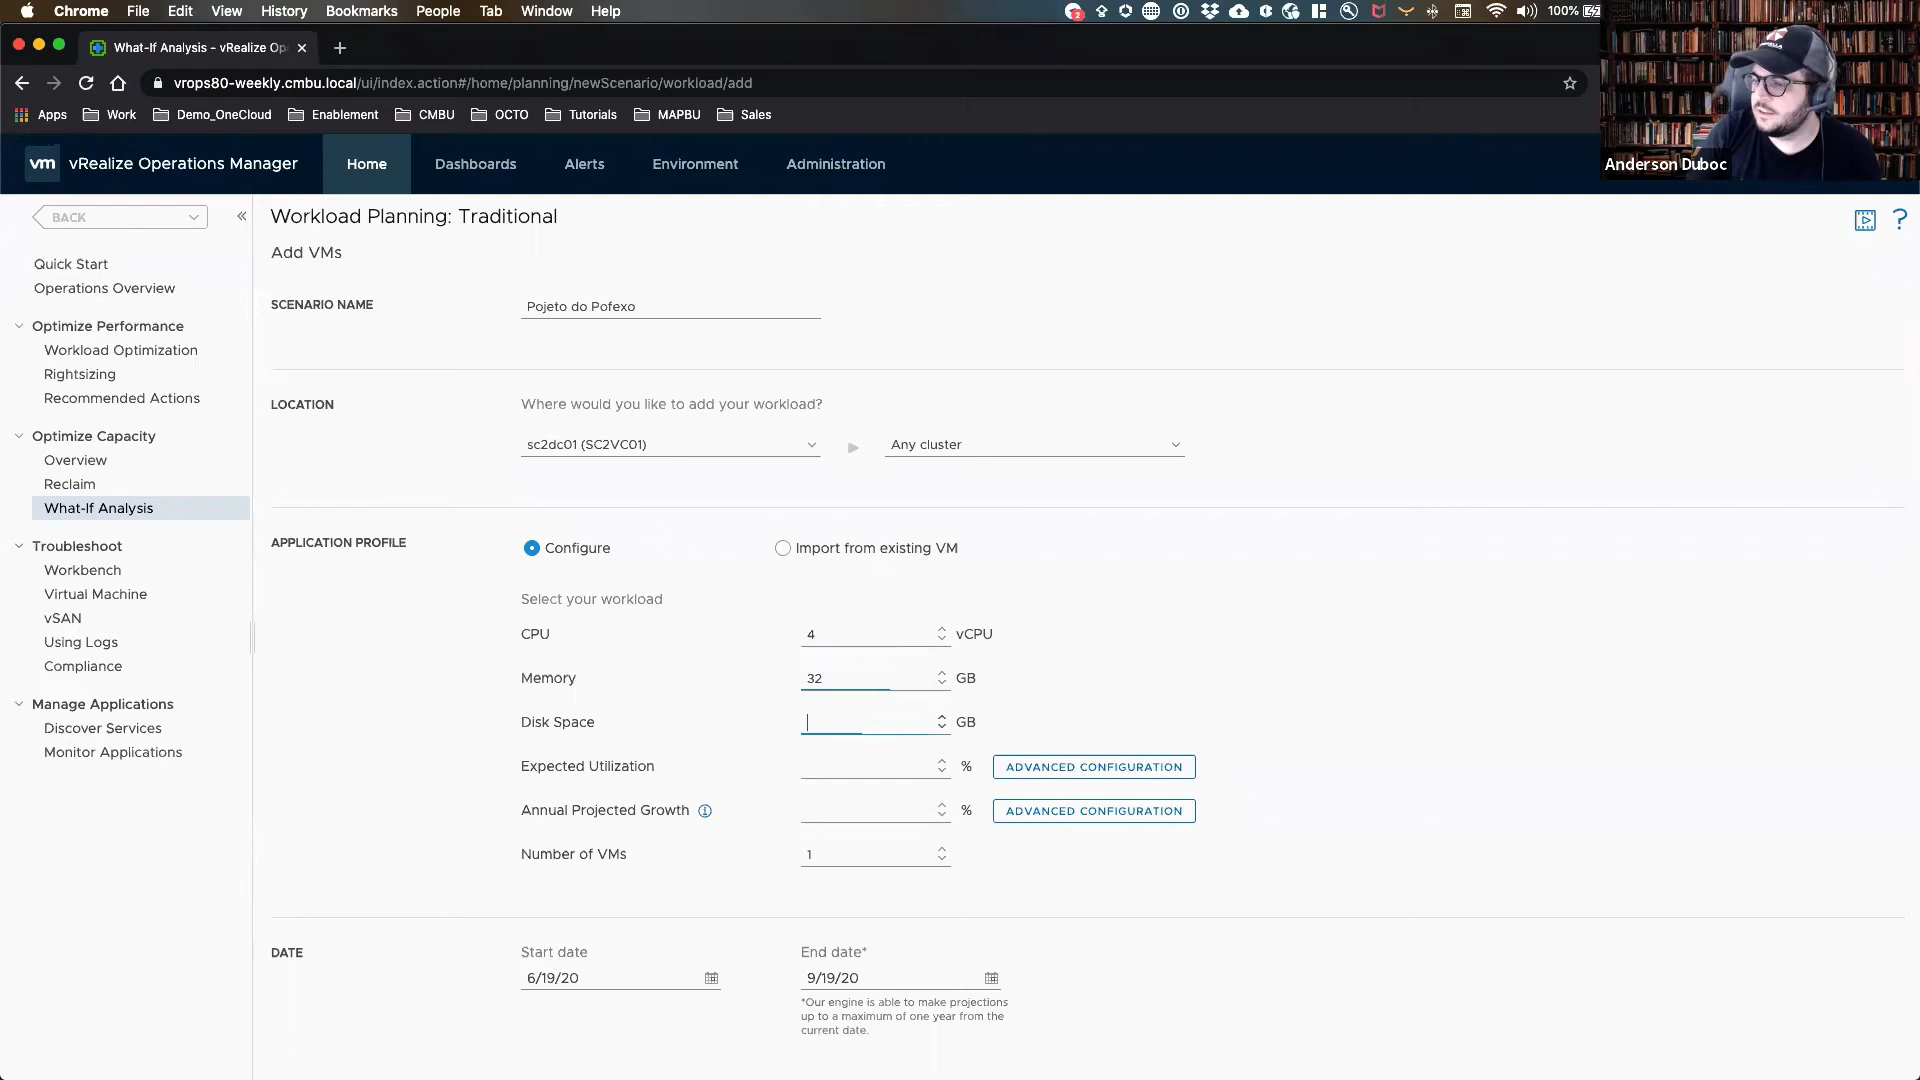 Chrome File Edit View History Bookmarks People Tab Window Help
2 100%
What-If Analysis - vRealize Op
vrops80-weekly.cmbu.local/ui/index.action#/home/planning/newScenario/workload/add
Apps Work Demo_OneCloud Enablement CMBU OCTO Tutorials MAPBU Sales
Anderson Duboc
vm vRealize Operations Manager Home Dashboards Alerts Environment Administration
BACK
Workload Planning: Traditional
?
Add VMs
Quick Start
Operations Overview
Optimize Performance
Workload Optimization
Rightsizing
Recommended Actions
Optimize Capacity
Overview
Reclaim
What-If Analysis
Troubleshoot
Workbench
Virtual Machine
vSAN
Using Logs
Compliance
Manage Applications
Discover Services
Monitor Applications
SCENARIO NAME Pojeto do Pofexo
LOCATION Where would you like to add your workload?
sc2dc01 (SC2VC01) Any cluster
APPLICATION PROFILE Configure Import from existing VM
Select your workload
CPU 4 vCPU
Memory 32 GB
Disk Space GB
Expected Utilization % ADVANCED CONFIGURATION
Annual Projected Growth % ADVANCED CONFIGURATION
Number of VMs 1
DATE Start date End date*
6/19/20 9/19/20
*Our engine is able to make projections
up to a maximum of one year from the
current date.